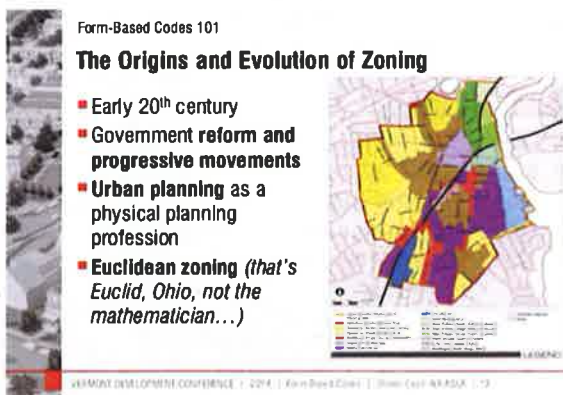 Form-Based Codes 101
The Origins and Evolution of Zoning
Early 20th century
Government reform and
progressive movements
Urban planning as a
physical planning
profession
Euclidean zoning (that's
Euclid, Ohio, not the
mathematician...)
LEGEND
VERMONT DEVELOPMENT CONFERENCE | 2014 | Form Based Codes |